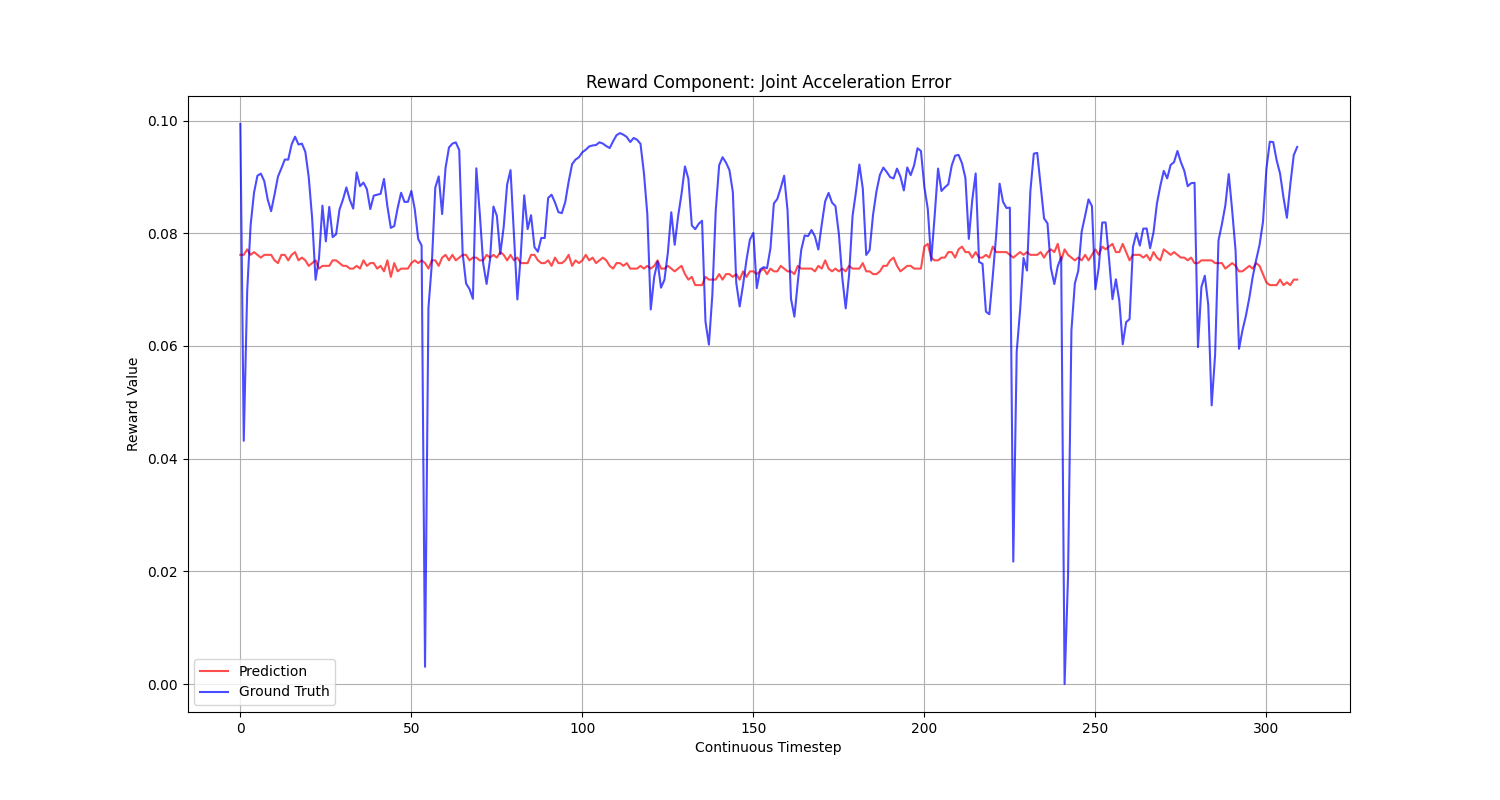 Reward Component: Joint Acceleration Error
0.10
0.08
0.06
0.04
0.02
0.00
Reward Value
Prediction
Ground Truth
0 50 100 150 200 250 300
Continuous Timestep